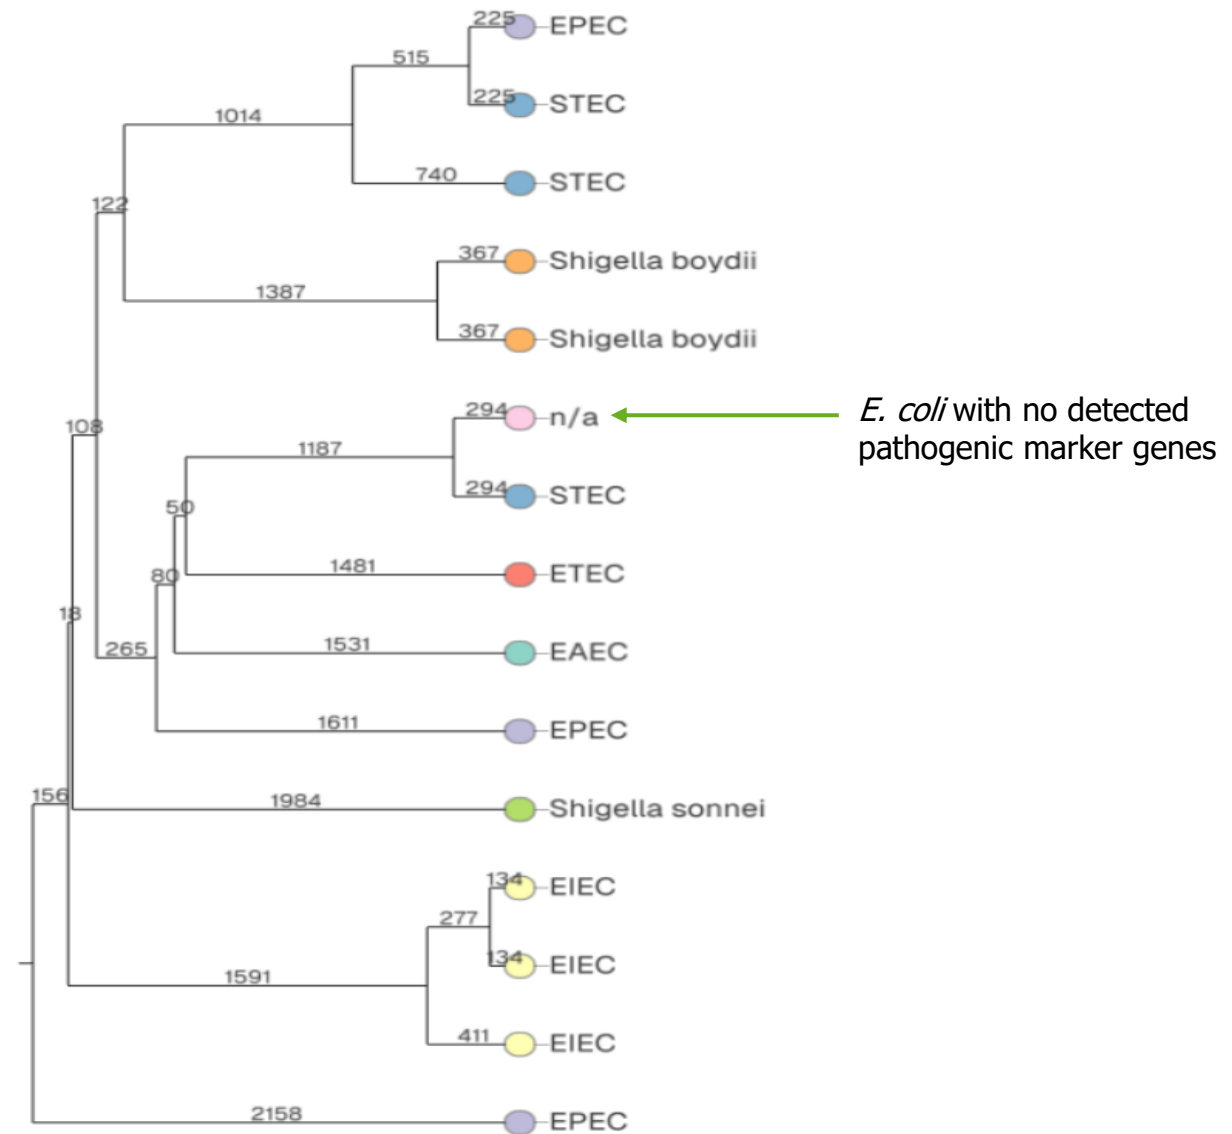 225 EPEC
515
225 STEC
1014
740 STEC
122
367 Shigella boydii
1387
367 Shigella boydii
294 n/a
E. coli with no detected
pathogenic marker genes
108
1187
294 STEC
50
1481 ETEC
80
18
265
1531 EAEC
1611 EPEC
156
1984 Shigella sonnei
134 EIEC
277
134 EIEC
1591
411 EIEC
2158 EPEC